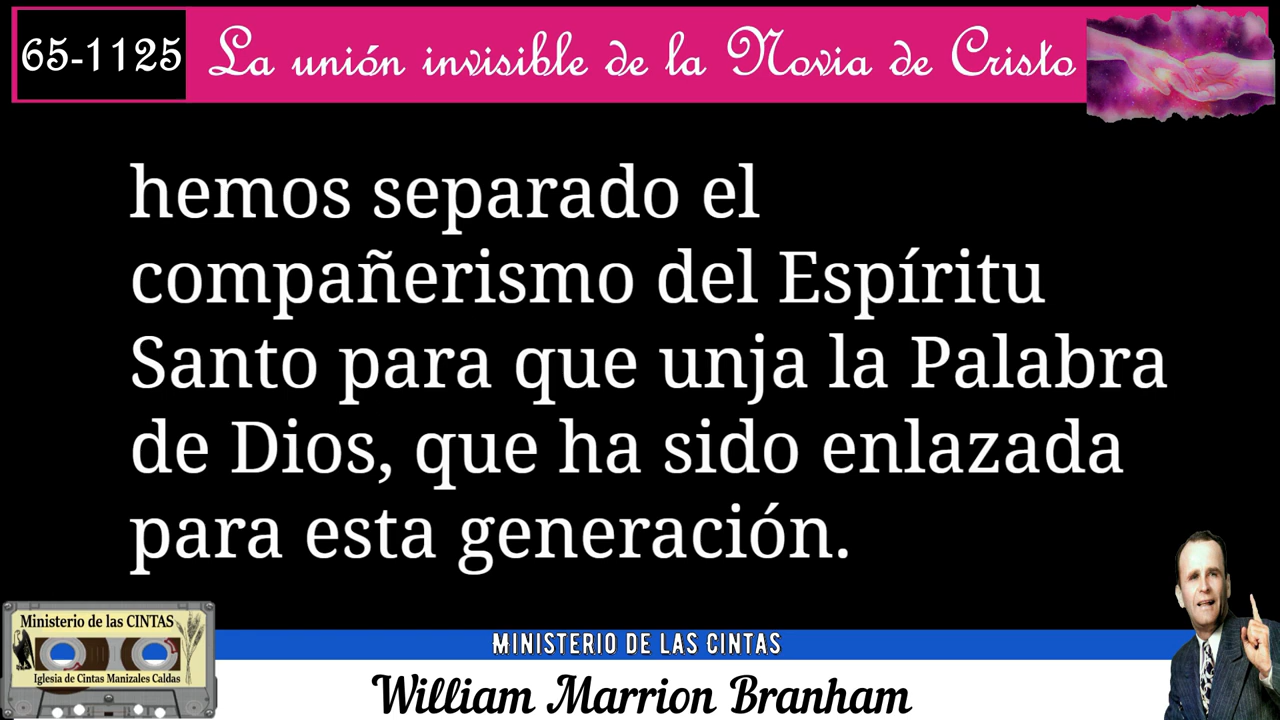 65-1125 La unión invisible de la Novia de Cristo
hemos separado el
compañerismo del Espíritu
Santo para que unja la Palabra
de Dios, que ha sido enlazada
para esta generación.
Ministerio de las CINTAS
Iglesia de Cintas Manizales Caldas
MINISTERIO DE LAS CINTAS
William Marrion Branham